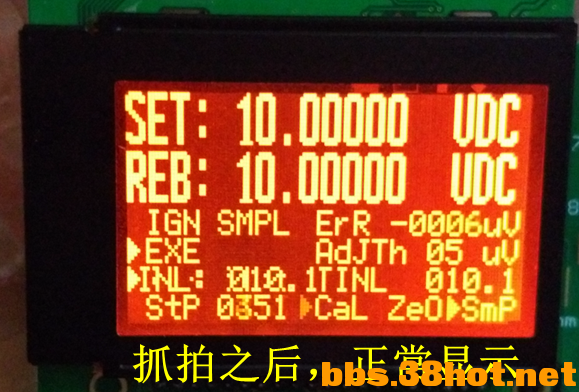 SET: 10.00000 VDC
REB: 10.00000 VDC
IGN SMPL ErR -0006uV
▶EXE AdJTh 05 uV
▶INL: 010.1TINL 010.1
StP 0351 ▶CaL ZeO▶SmP
抓拍之后，正常显示
bbs.38hot.net